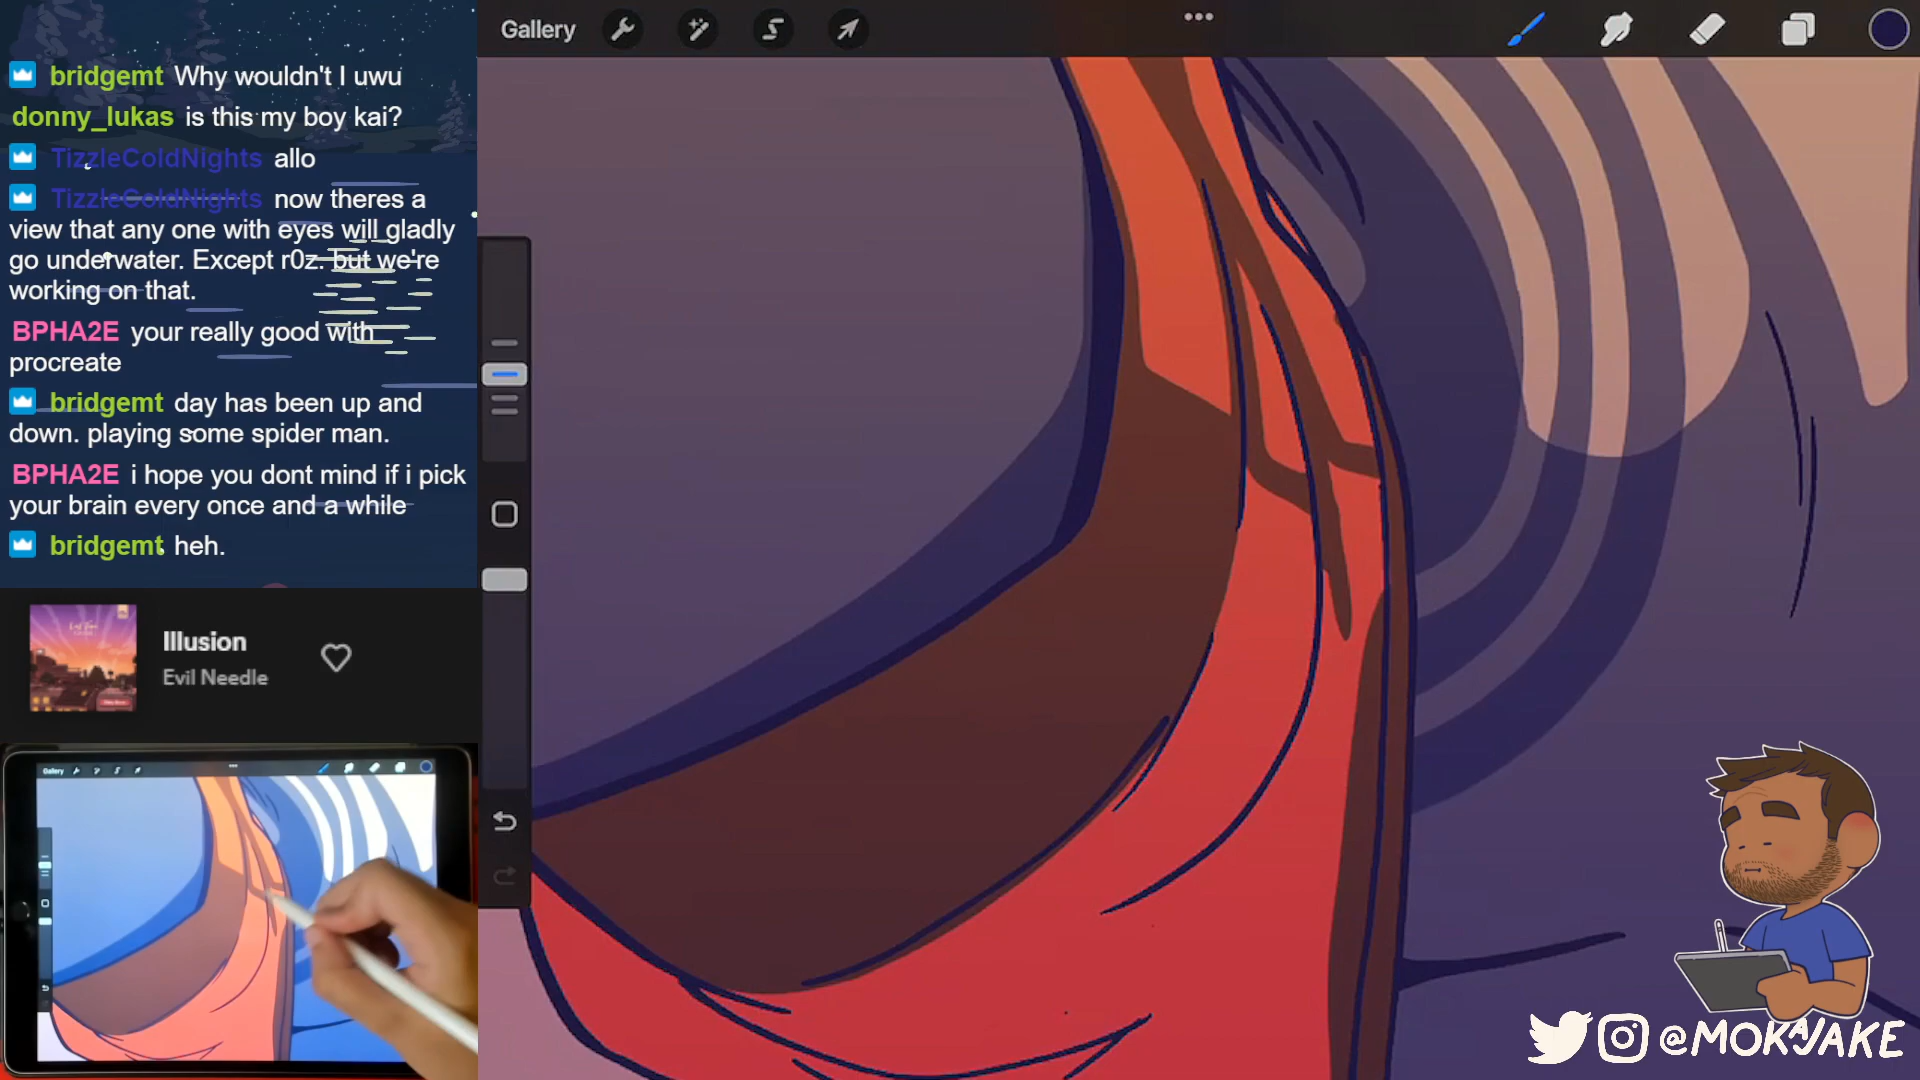 bridgemt Why wouldn't I uwu
donny_lukas is this my boy kai?
TizzleColdNights allo
TizzleColdNights now theres a
view that any one with eyes will gladly
go underwater. Except r0z. but we're
working on that.
BPHA2E your really good with
procreate
bridgemt day has been up and
down. playing some spider man.
BPHA2E i hope you dont mind if i pick
your brain every once and a while
bridgemt heh.
Illusion
Evil Needle
Gallery
Gallery
@MOKAJAKE